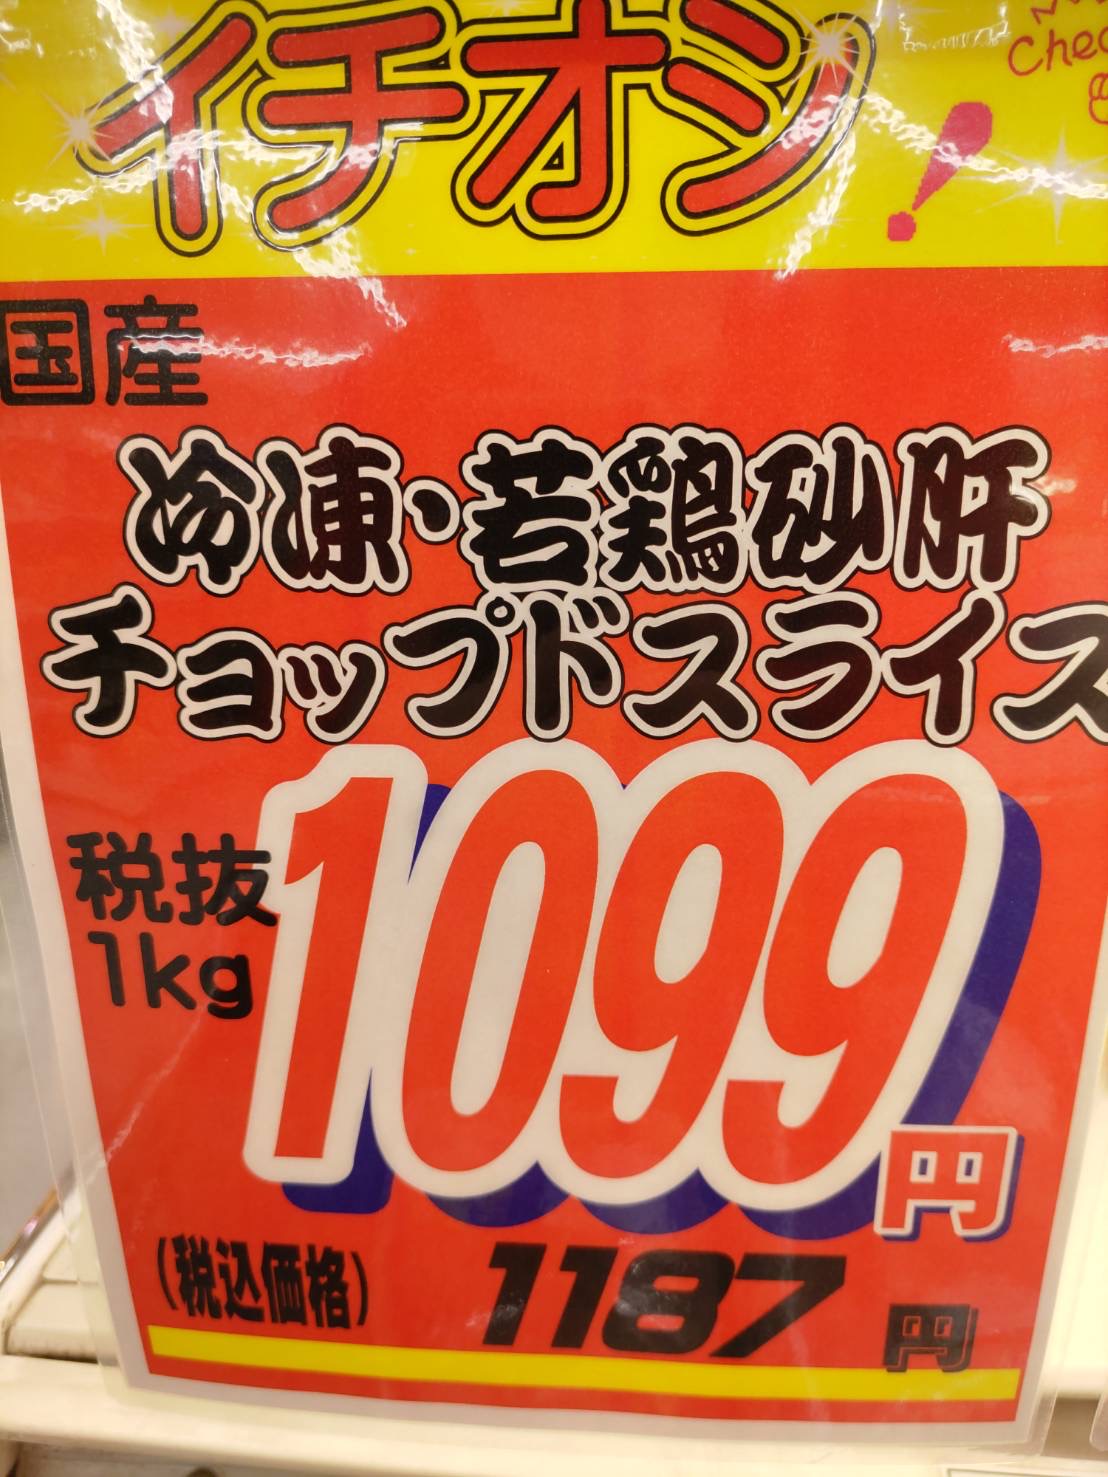 イチオシ!
国産
冷凍・若鶏砂肝
チョップドスライス
税抜
1kg
1099円
(税込価格) 1187円